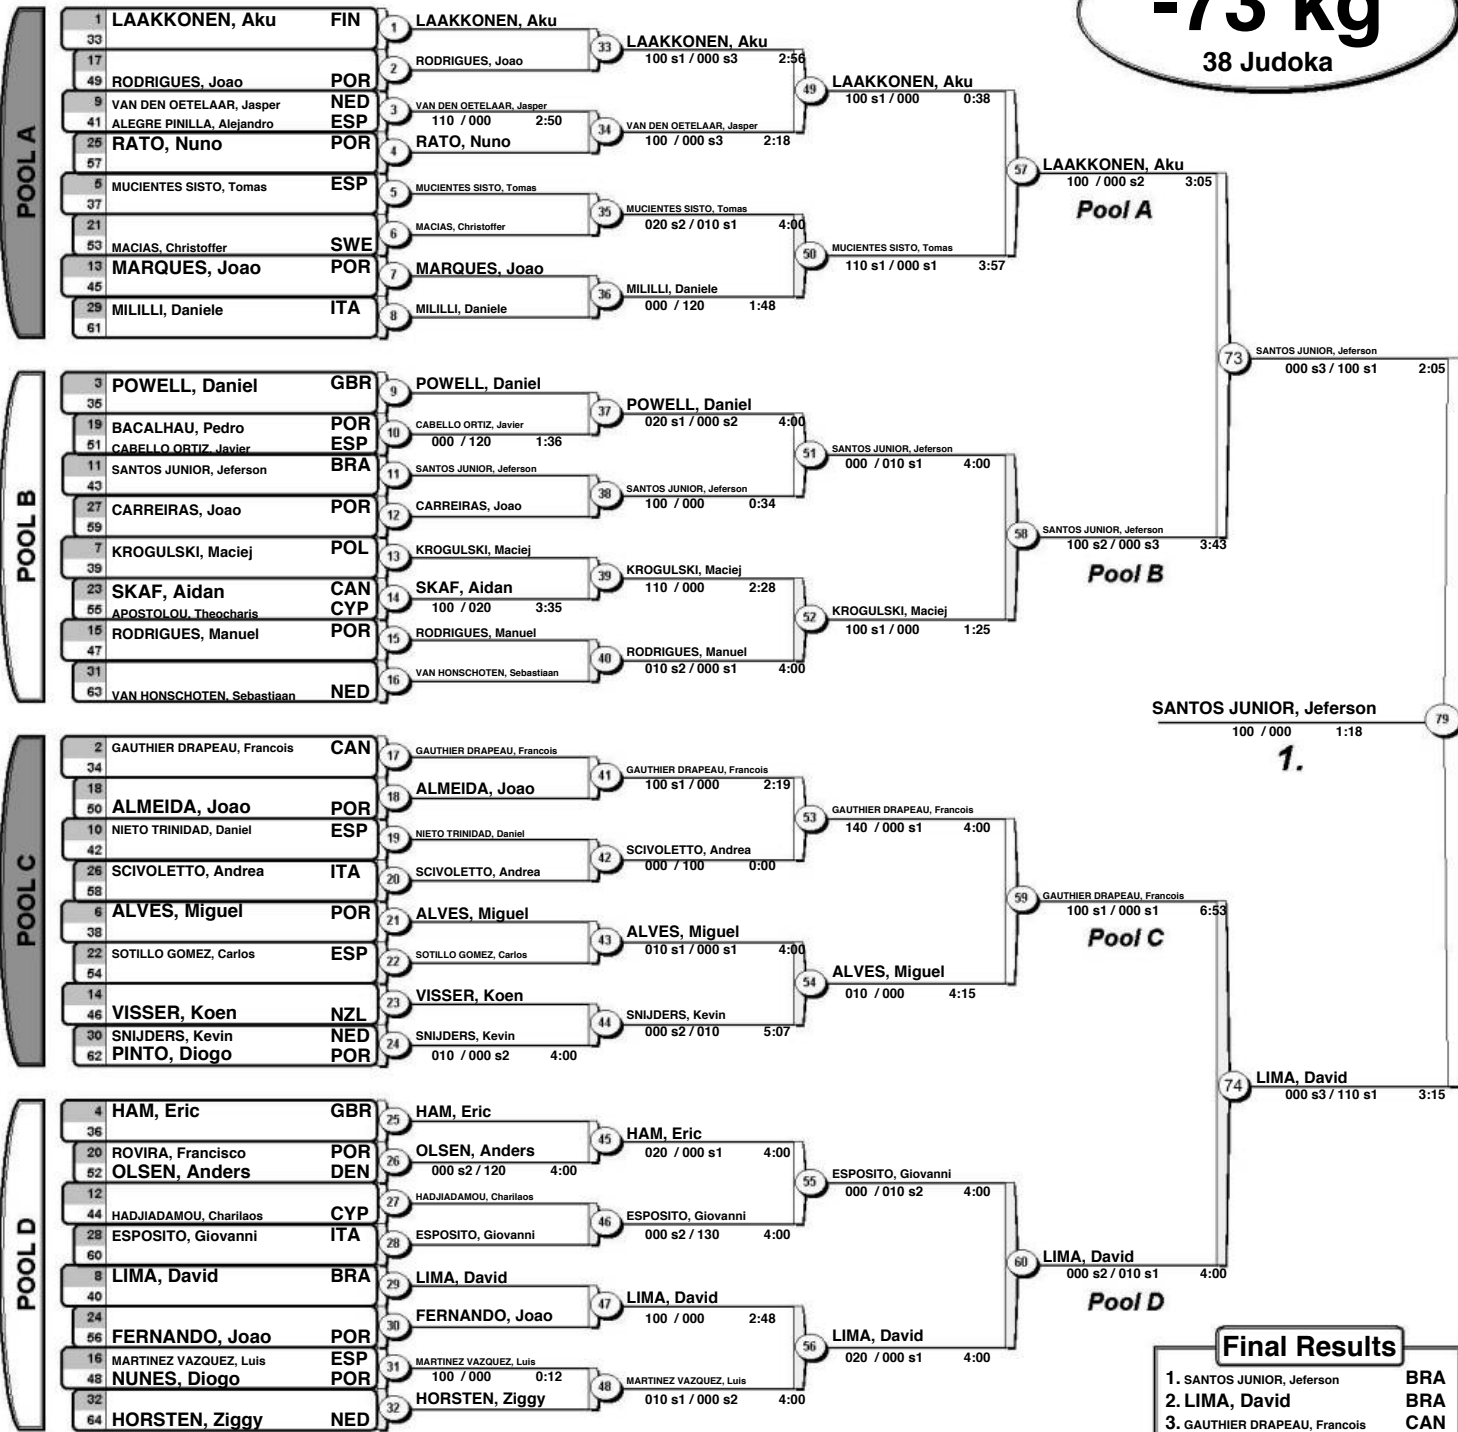 -73 kg
38 Judoka
POOL A
1 LAAKKONEN, Aku FIN
33
17
49 RODRIGUES, Joao POR
9 VAN DEN OETELAAR, Jasper NED
41 ALEGRE PINILLA, Alejandro ESP
25 RATO, Nuno POR
57
5 MUCIENTES SISTO, Tomas ESP
37
21
53 MACIAS, Christoffer SWE
13 MARQUES, Joao POR
45
29 MILILLI, Daniele ITA
61
1 LAAKKONEN, Aku
2 RODRIGUES, Joao
3 VAN DEN OETELAAR, Jasper
110 / 000 2:50
4 RATO, Nuno
5 MUCIENTES SISTO, Tomas
6 MACIAS, Christoffer
7 MARQUES, Joao
8 MILILLI, Daniele
33 LAAKKONEN, Aku
100 s1 / 000 s3 2:56
34 VAN DEN OETELAAR, Jasper
100 / 000 s3 2:18
35 MUCIENTES SISTO, Tomas
020 s2 / 010 s1 4:00
36 MILILLI, Daniele
000 / 120 1:48
49 LAAKKONEN, Aku
100 s1 / 000 0:38
50 MUCIENTES SISTO, Tomas
110 s1 / 000 s1 3:57
57 LAAKKONEN, Aku
100 / 000 s2 3:05
Pool A
POOL B
3 POWELL, Daniel GBR
35
19 BACALHAU, Pedro POR
51 CABELLO ORTIZ, Javier ESP
11 SANTOS JUNIOR, Jeferson BRA
43
27 CARREIRAS, Joao POR
59
7 KROGULSKI, Maciej POL
39
23 SKAF, Aidan CAN
55 APOSTOLOU, Theocharis CYP
15 RODRIGUES, Manuel POR
47
31
63 VAN HONSCHOTEN, Sebastiaan NED
9 POWELL, Daniel
10 CABELLO ORTIZ, Javier
000 / 120 1:36
11 SANTOS JUNIOR, Jeferson
12 CARREIRAS, Joao
13 KROGULSKI, Maciej
14 SKAF, Aidan
100 / 020 3:35
15 RODRIGUES, Manuel
16 VAN HONSCHOTEN, Sebastiaan
37 POWELL, Daniel
020 s1 / 000 s2 4:00
38 SANTOS JUNIOR, Jeferson
100 / 000 0:34
39 KROGULSKI, Maciej
110 / 000 2:28
40 RODRIGUES, Manuel
010 s2 / 000 s1 4:00
51 SANTOS JUNIOR, Jeferson
000 / 010 s1 4:00
52 KROGULSKI, Maciej
100 s1 / 000 1:25
58 SANTOS JUNIOR, Jeferson
100 s2 / 000 s3 3:43
Pool B
73 SANTOS JUNIOR, Jeferson
000 s3 / 100 s1 2:05
SANTOS JUNIOR, Jeferson 79
100 / 000 1:18
1.
POOL C
2 GAUTHIER DRAPEAU, Francois CAN
34
18
50 ALMEIDA, Joao POR
10 NIETO TRINIDAD, Daniel ESP
42
26 SCIVOLETTO, Andrea ITA
58
6 ALVES, Miguel POR
38
22 SOTILLO GOMEZ, Carlos ESP
54
14
46 VISSER, Koen NZL
30 SNIJDERS, Kevin NED
62 PINTO, Diogo POR
17 GAUTHIER DRAPEAU, Francois
18 ALMEIDA, Joao
19 NIETO TRINIDAD, Daniel
20 SCIVOLETTO, Andrea
21 ALVES, Miguel
22 SOTILLO GOMEZ, Carlos
23 VISSER, Koen
24 SNIJDERS, Kevin
010 / 000 s2 4:00
41 GAUTHIER DRAPEAU, Francois
100 s1 / 000 2:19
42 SCIVOLETTO, Andrea
000 / 100 0:00
43 ALVES, Miguel
010 s1 / 000 s1 4:00
44 SNIJDERS, Kevin
000 s2 / 010 5:07
53 GAUTHIER DRAPEAU, Francois
140 / 000 s1 4:00
54 ALVES, Miguel
010 / 000 4:15
59 GAUTHIER DRAPEAU, Francois
100 s1 / 000 s1 6:53
Pool C
74 LIMA, David
000 s3 / 110 s1 3:15
POOL D
4 HAM, Eric GBR
36
20 ROVIRA, Francisco POR
52 OLSEN, Anders DEN
12
44 HADJIADAMOU, Charilaos CYP
28 ESPOSITO, Giovanni ITA
60
8 LIMA, David BRA
40
24
56 FERNANDO, Joao POR
16 MARTINEZ VAZQUEZ, Luis ESP
48 NUNES, Diogo POR
32
64 HORSTEN, Ziggy NED
25 HAM, Eric
26 OLSEN, Anders
000 s2 / 120 4:00
27 HADJIADAMOU, Charilaos
28 ESPOSITO, Giovanni
29 LIMA, David
30 FERNANDO, Joao
31 MARTINEZ VAZQUEZ, Luis
100 / 000 0:12
32 HORSTEN, Ziggy
45 HAM, Eric
020 / 000 s1 4:00
46 ESPOSITO, Giovanni
000 s2 / 130 4:00
47 LIMA, David
100 / 000 2:48
48 MARTINEZ VAZQUEZ, Luis
010 s1 / 000 s2 4:00
55 ESPOSITO, Giovanni
000 / 010 s2 4:00
56 LIMA, David
020 / 000 s1 4:00
60 LIMA, David
000 s2 / 010 s1 4:00
Pool D
Final Results
1. SANTOS JUNIOR, Jeferson BRA
2. LIMA, David BRA
3. GAUTHIER DRAPEAU, Francois CAN